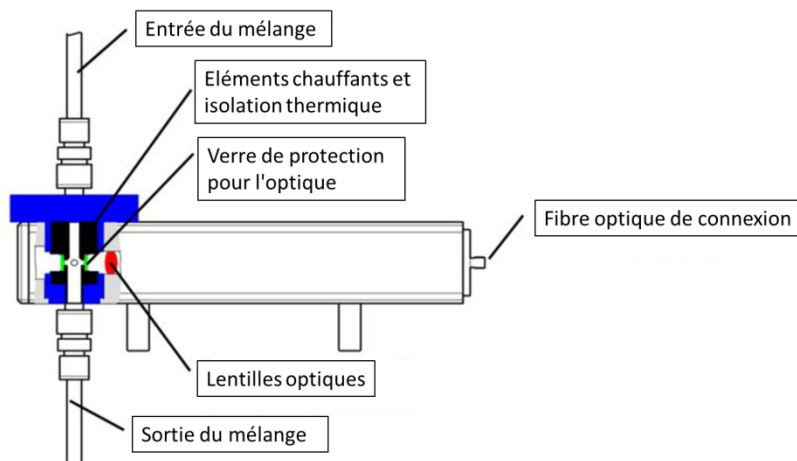 Entrée du mélange
Eléments chauffants et
isolation thermique
Verre de protection
pour l'optique
Fibre optique de connexion
Lentilles optiques
Sortie du mélange